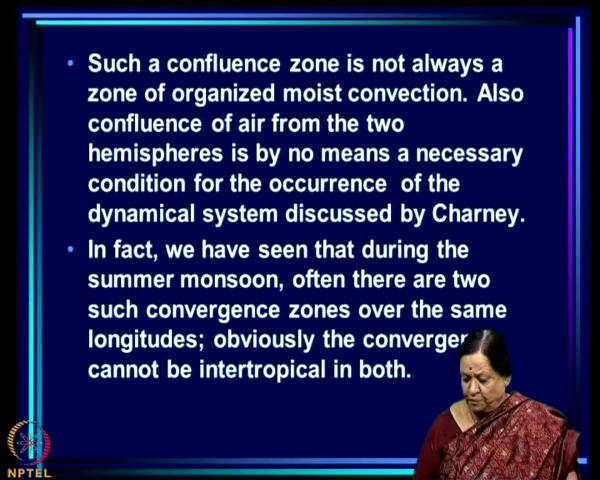 • Such a confluence zone is not always a
zone of organized moist convection. Also
confluence of air from the two
hemispheres is by no means a necessary
condition for the occurrence of the
dynamical system discussed by Charney.
• In fact, we have seen that during the
summer monsoon, often there are two
such convergence zones over the same
longitudes; obviously the
cannot be intertropical in both.
NPTEL